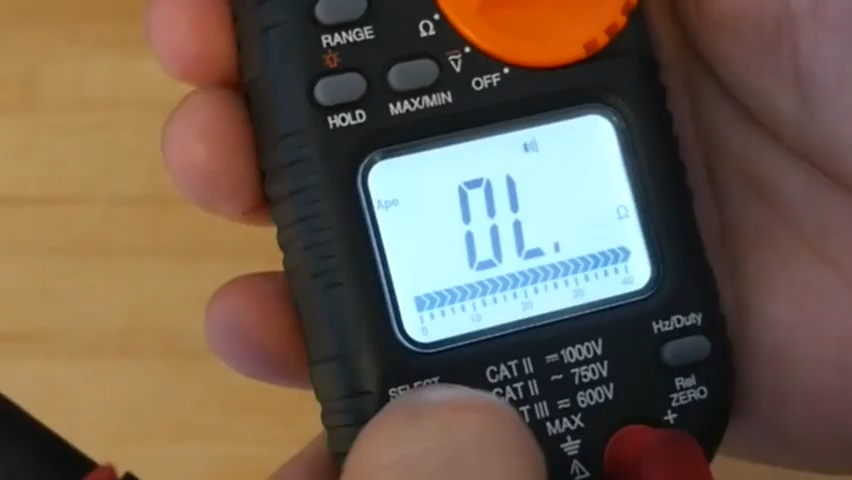 RANGE
Ω
HOLD
MAX/MIN
V
OFF
Apo
OL.
Ω
0 10 20 30 40
Hz/Duty
SELECT
CAT II ⎓1000V
CAT II ~ 750V
T III ≂ 600V
MAX
Rel
ZERO
+